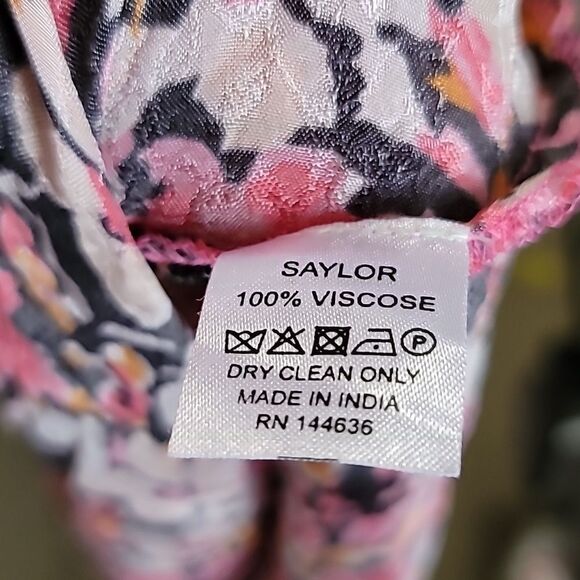 SAYLOR
100% VISCOSE
P
DRY CLEAN ONLY
MADE IN INDIA
RN 144636